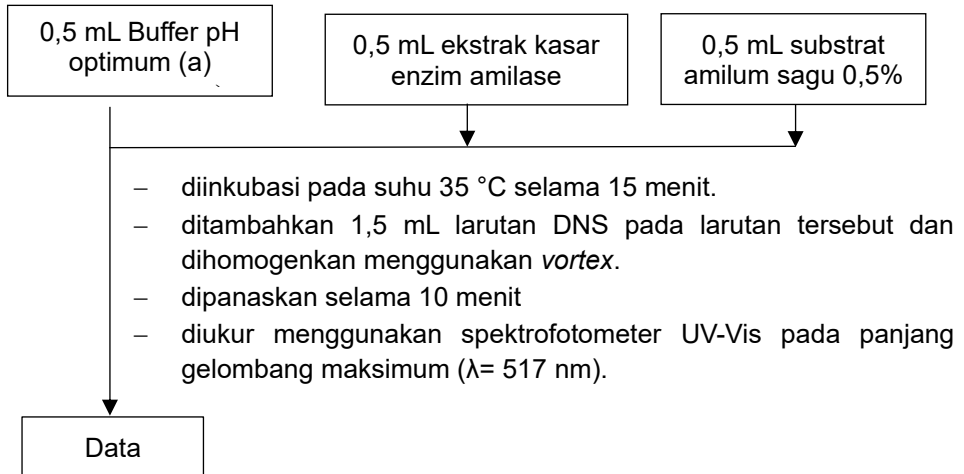 0,5 mL Buffer pH
optimum (a)
0,5 mL ekstrak kasar
enzim amilase
0,5 mL substrat
amilum sagu 0,5%
– diinkubasi pada suhu 35 °C selama 15 menit.
– ditambahkan 1,5 mL larutan DNS pada larutan tersebut dan
dihomogenkan menggunakan vortex.
– dipanaskan selama 10 menit
– diukur menggunakan spektrofotometer UV-Vis pada panjang
gelombang maksimum (λ= 517 nm).
Data